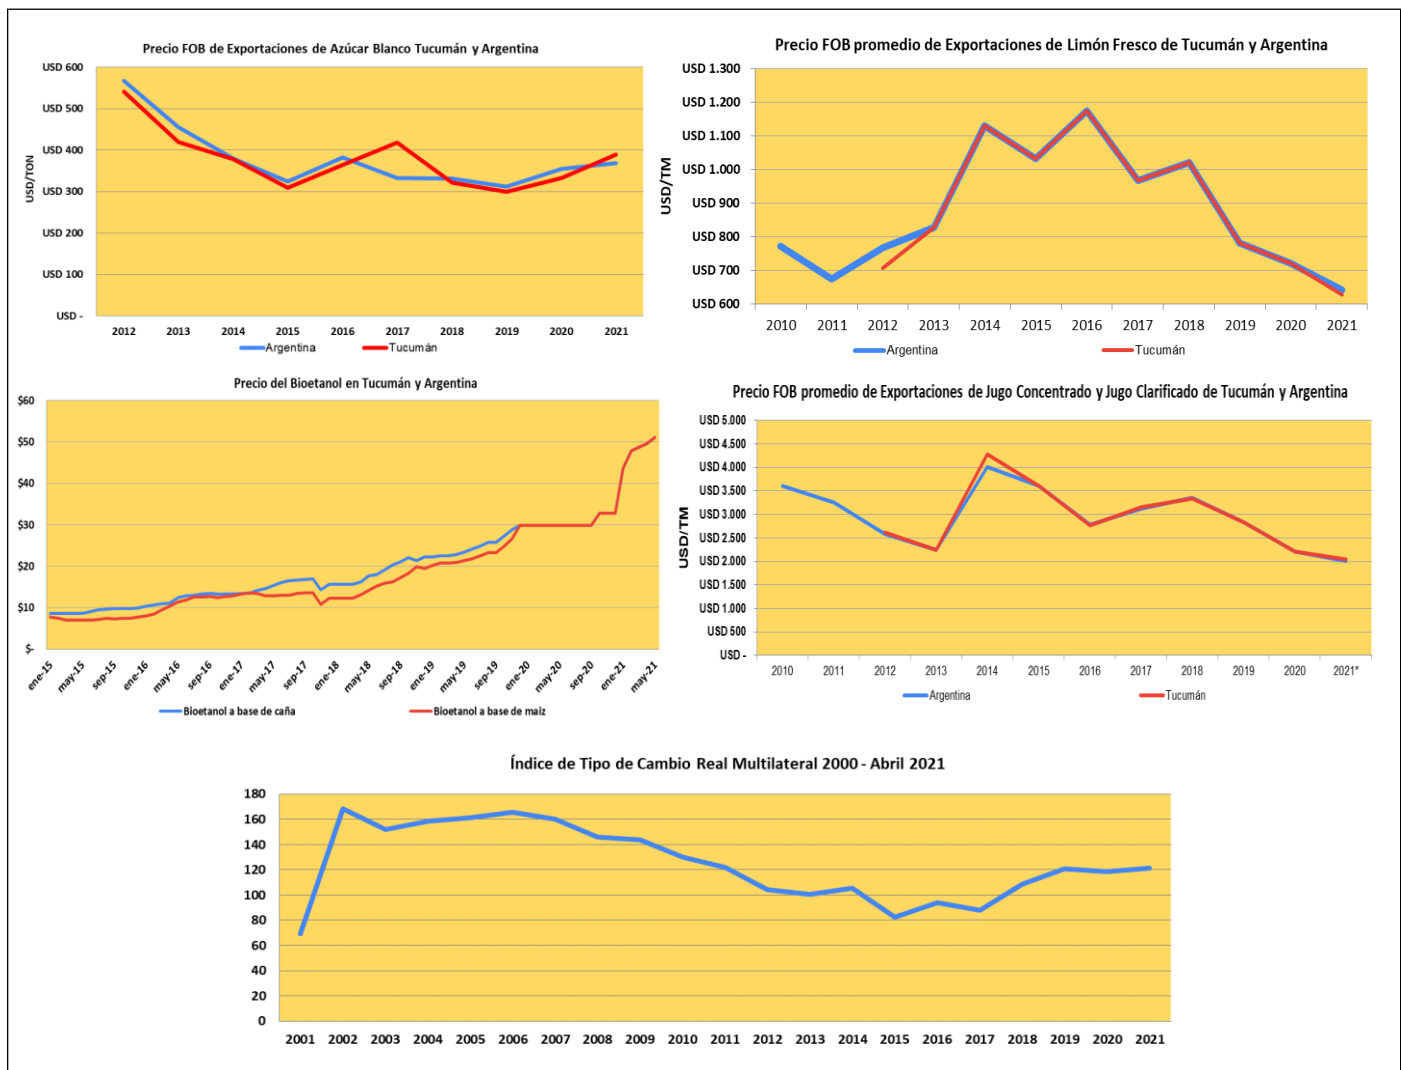 Precio FOB de Exportaciones de Azúcar Blanco Tucumán y Argentina
USD 600
USD 500
USD 400
USD 300
USD 200
USD 100
USD -
USD/TON
2012 2013 2014 2015 2016 2017 2018 2019 2020 2021
Argentina Tucumán
Precio FOB promedio de Exportaciones de Limón Fresco de Tucumán y Argentina
USD 1.300
USD 1.200
USD 1.100
USD 1.000
USD 900
USD 800
USD 700
USD 600
USD/TM
2010 2011 2012 2013 2014 2015 2016 2017 2018 2019 2020 2021
Argentina Tucumán
Precio del Bioetanol en Tucumán y Argentina
$60
$50
$40
$30
$20
$10
$-
ene-15 may-15 sep-15 ene-16 may-16 sep-16 ene-17 may-17 sep-17 ene-18 may-18 sep-18 ene-19 may-19 sep-19 ene-20 may-20 sep-20 ene-21 may-21
Bioetanol a base de caña Bioetanol a base de maiz
Precio FOB promedio de Exportaciones de Jugo Concentrado y Jugo Clarificado de Tucumán y Argentina
USD 5.000
USD 4.500
USD 4.000
USD 3.500
USD 3.000
USD 2.500
USD 2.000
USD 1.500
USD 1.000
USD 500
USD -
USD/TM
2010 2011 2012 2013 2014 2015 2016 2017 2018 2019 2020 2021*
Argentina Tucumán
Índice de Tipo de Cambio Real Multilateral 2000 - Abril 2021
180
160
140
120
100
80
60
40
20
0
2001 2002 2003 2004 2005 2006 2007 2008 2009 2010 2011 2012 2013 2014 2015 2016 2017 2018 2019 2020 2021